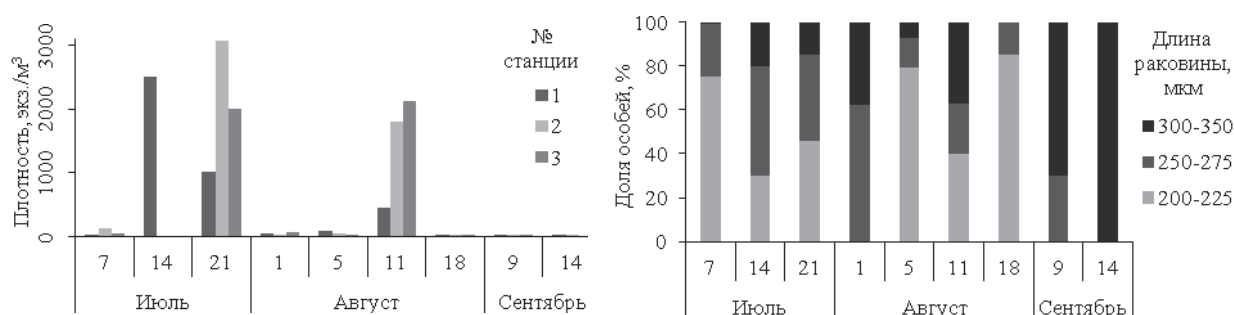 Плотность, экз./м³
3000
2000
1000
0
№
станции
1
2
3
7 14 21 1 5 11 18 9 14
Июль Август Сентябрь
Доля особей, %
100
80
60
40
20
0
Длина
раковины,
мкм
300-350
250-275
200-225
7 14 21 1 5 11 18 9 14
Июль Август Сентябрь